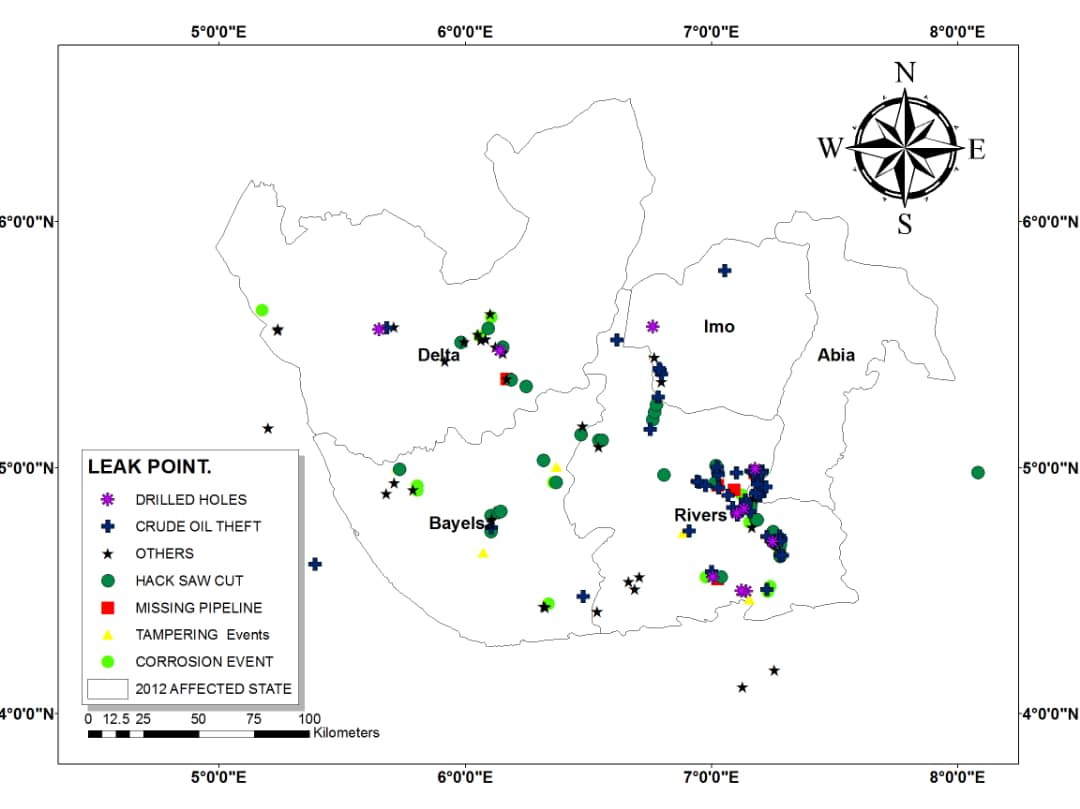 5°0'0"E 6°0'0"E 7°0'0"E 8°0'0"E
N
W E
S
6°0'0"N 6°0'0"N
Imo
Abia
Delta
5°0'0"N 5°0'0"N
LEAK POINT.
DRILLED HOLES
CRUDE OIL THEFT
OTHERS
HACK SAW CUT
MISSING PIPELINE
TAMPERING Events
CORROSION EVENT
2012 AFFECTED STATE
Rivers
Bayels
4°0'0"N 4°0'0"N
0 12.5 25 50 75 100
Kilometers
5°0'0"E 6°0'0"E 7°0'0"E 8°0'0"E